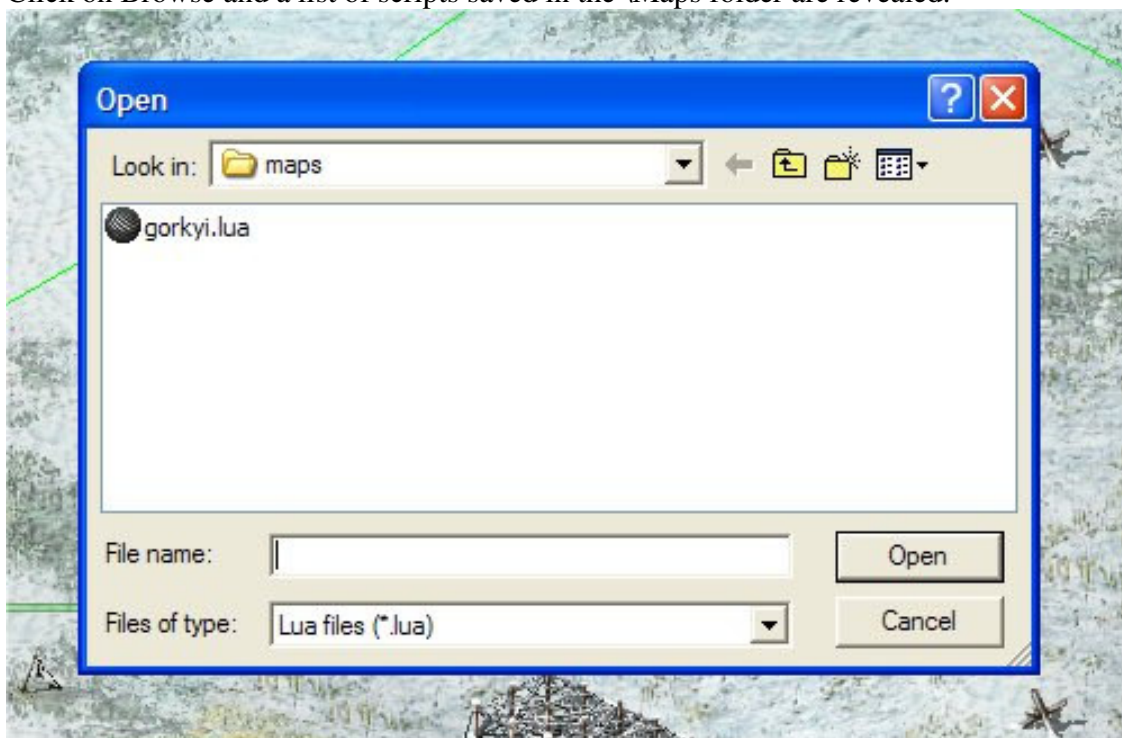 Click on Browse and a list of scripts saved in the \Maps folder are revealed.
Open
Look in: maps
gorkyi.lua
File name: Open
Files of type: Lua files (*.lua) Cancel